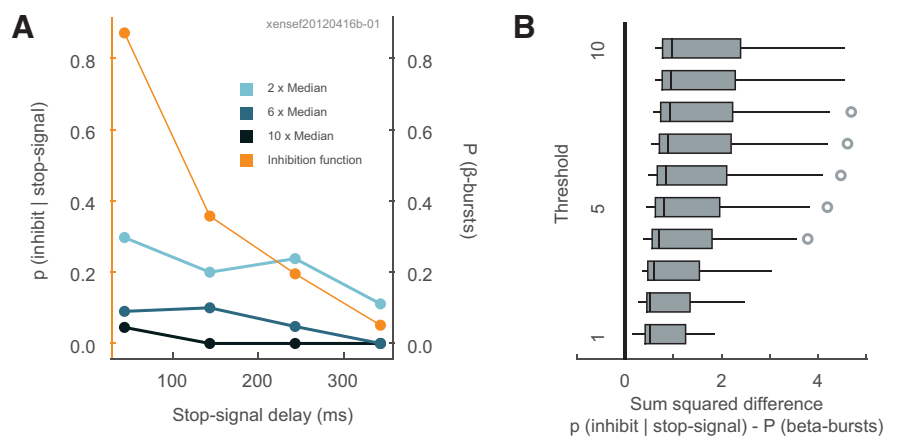 A
xensef20120416b-01
0.8
0.6
0.4
0.2
0.0
p (inhibit | stop-signal)
2 x Median
6 x Median
10 x Median
Inhibition function
0.8
0.6
0.4
0.2
0.0
P (β-bursts)
100
200
300
Stop-signal delay (ms)
B
10
5
1
Threshold
0
2
4
Sum squared difference
p (inhibit | stop-signal) - P (beta-bursts)